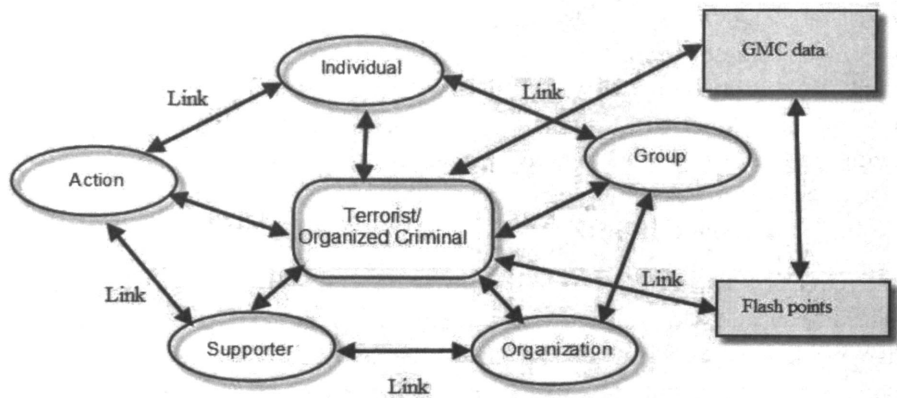 Individual
GMC data
Link
Link
Group
Action
Terrorist/
Organized Criminal
Link
Link
Flash points
Supporter
Organization
Link